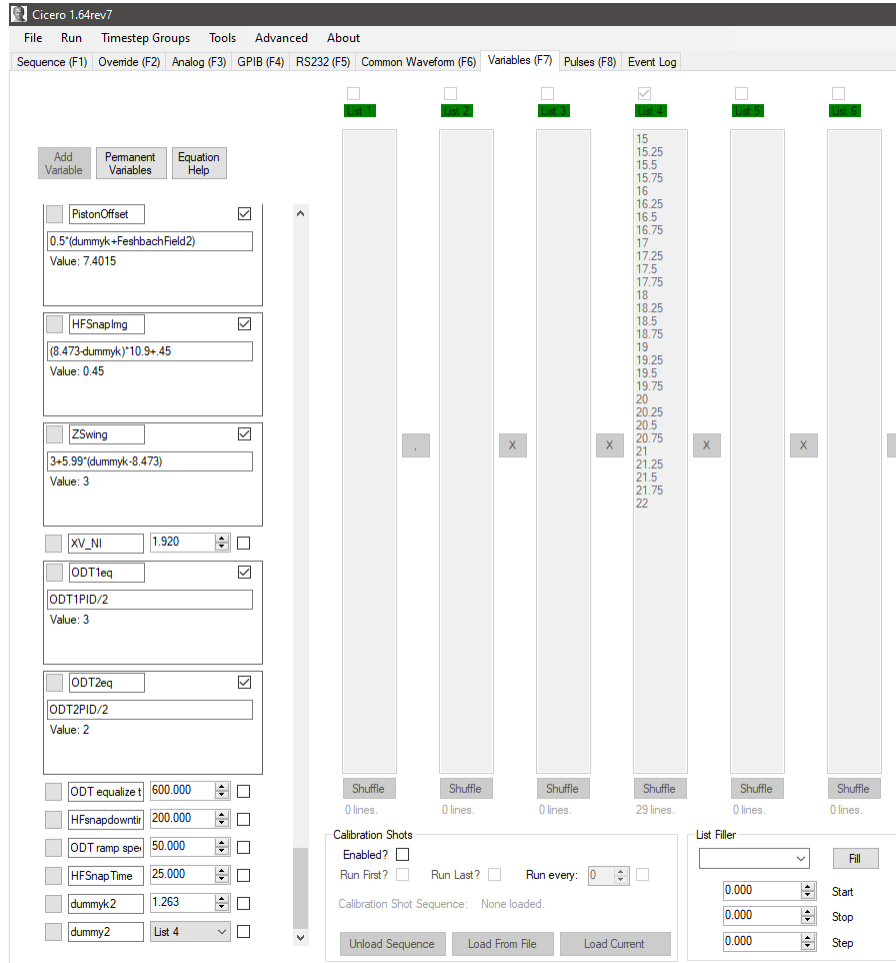 Cicero 1.64rev7
File Run Timestep Groups Tools Advanced About
Sequence (F1) Override (F2) Analog (F3) GPIB (F4) RS232 (F5) Common Waveform (F6) Variables (F7) Pulses (F8) Event Log
List 1 List 2 List 3 List 4 List 5 List 6
Add Variable
Permanent Variables
Equation Help
PistonOffset
0.5*(dummyk+FeshbachField2)
Value: 7.4015
HFSnapImg
(8.473-dummyk)*10.9+.45
Value: 0.45
ZSwing
3+5.99*(dummyk-8.473)
Value: 3
XV_NI 1.920
ODT1eq
ODT1PID/2
Value: 3
ODT2eq
ODT2PID/2
Value: 2
ODT equalize t 600.000
HFsnapdowntir 200.000
ODT ramp spe 50.000
HFSnapTime 25.000
dummyk2 1.263
dummy2 List 4
15
15.25
15.5
15.75
16
16.25
16.5
16.75
17
17.25
17.5
17.75
18
18.25
18.5
18.75
19
19.25
19.5
19.75
20
20.25
20.5
20.75
21
21.25
21.5
21.75
22
, X X X X
Shuffle Shuffle Shuffle Shuffle Shuffle Shuffle
0 lines. 0 lines. 0 lines. 29 lines. 0 lines. 0 lines.
Calibration Shots
Enabled?
Run First? Run Last? Run every: 0
Calibration Shot Sequence: None loaded.
Unload Sequence Load From File Load Current
List Filler
Fill
0.000 Start
0.000 Stop
0.000 Step